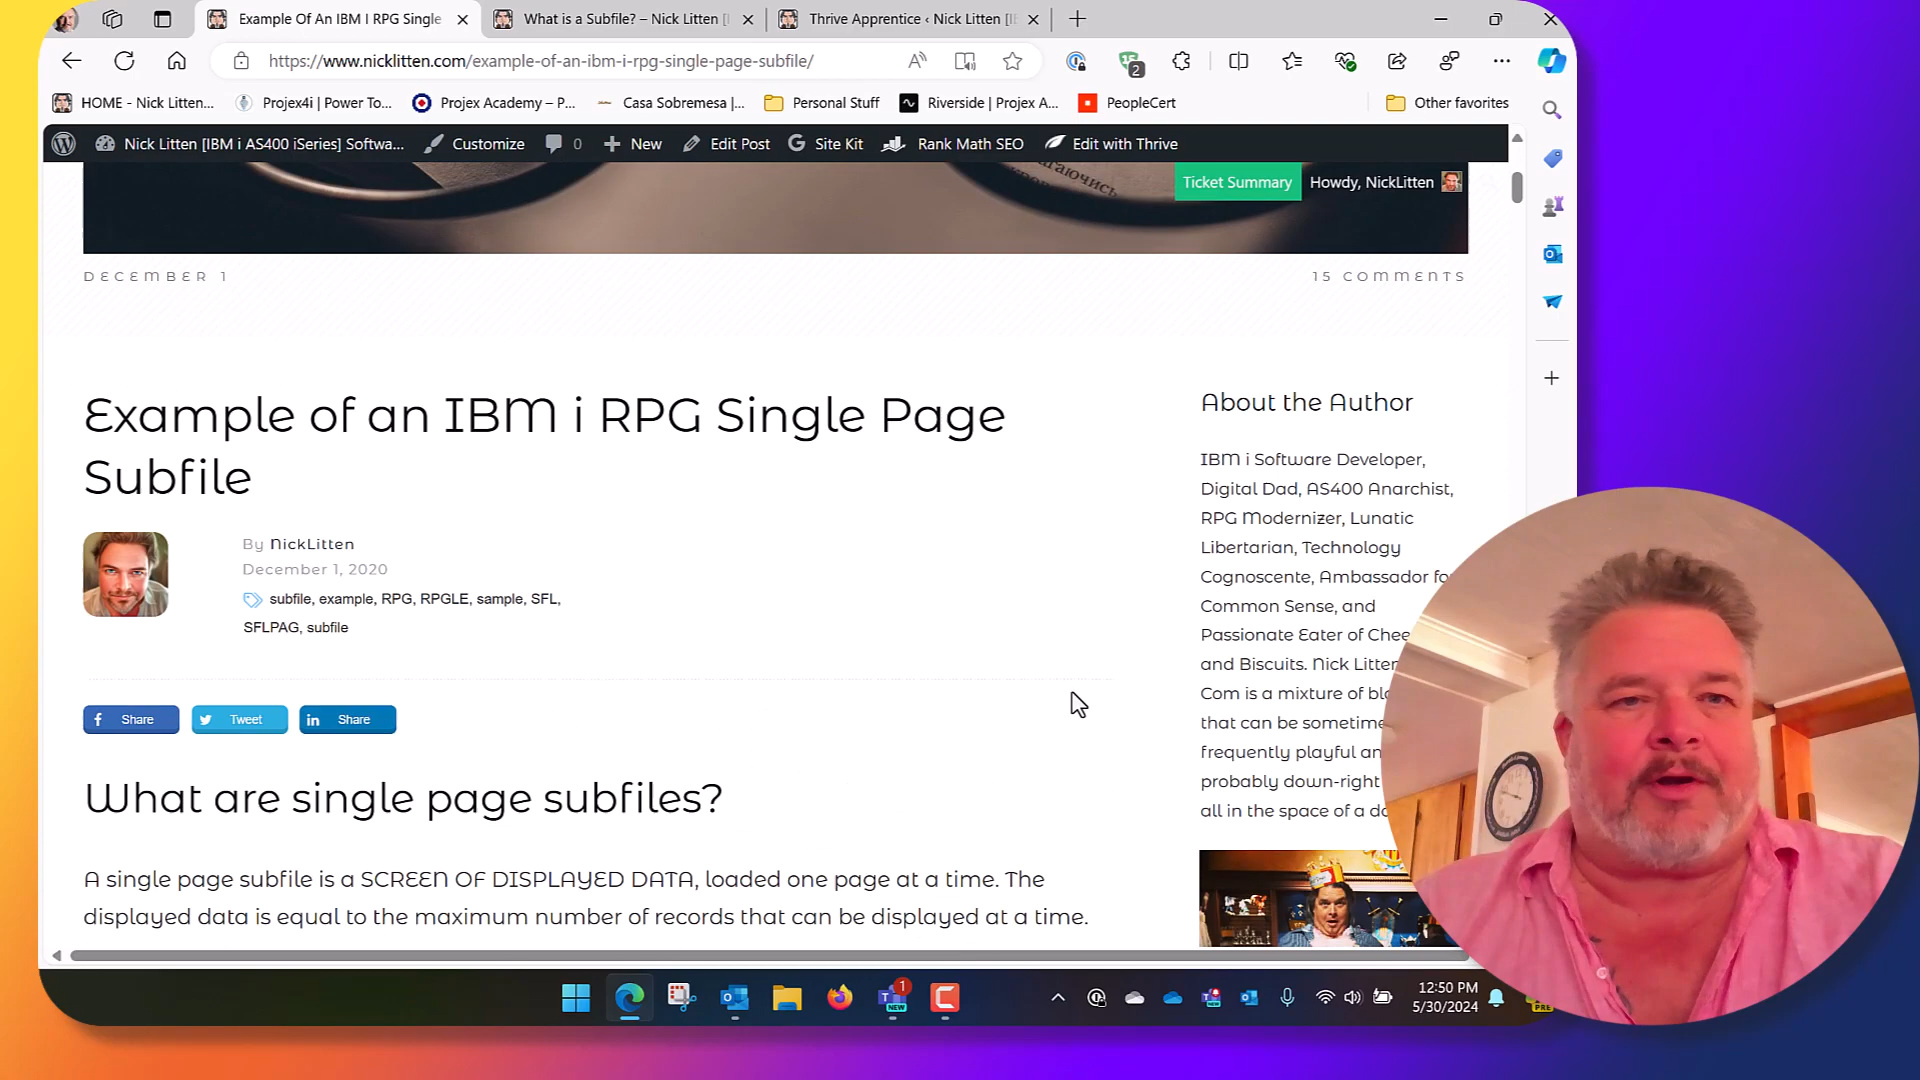 Example Of An IBM I RPG Single
What is a Subfile? – Nick Litten [
Thrive Apprentice ‹ Nick Litten [IE
https://www.nicklitten.com/example-of-an-ibm-i-rpg-single-page-subfile/
2
HOME - Nick Litten...
Projex4i | Power To...
Projex Academy – P...
Casa Sobremesa |...
Personal Stuff
Riverside | Projex A...
PeopleCert
Other favorites
Nick Litten [IBM i AS400 iSeries] Softwa...
Customize
0
New
Edit Post
Site Kit
Rank Math SEO
Edit with Thrive
Ticket Summary
Howdy, NickLitten
DECEMBER 1
15 COMMENTS
Example of an IBM i RPG Single Page
Subfile
By NickLitten
December 1, 2020
subfile, example, RPG, RPGLE, sample, SFL,
SFLPAG, subfile
Share
Tweet
Share
What are single page subfiles?
A single page subfile is a SCREEN OF DISPLAYED DATA, loaded one page at a time. The
displayed data is equal to the maximum number of records that can be displayed at a time.
About the Author
IBM i Software Developer,
Digital Dad, AS400 Anarchist,
RPG Modernizer, Lunatic
Libertarian, Technology
Cognoscente, Ambassador fo
Common Sense, and
Passionate Eater of Chee
and Biscuits. Nick Litten
Com is a mixture of blo
that can be sometime
frequently playful an
probably down-right
all in the space of a da
1
NEW
12:50 PM
5/30/2024
PRE